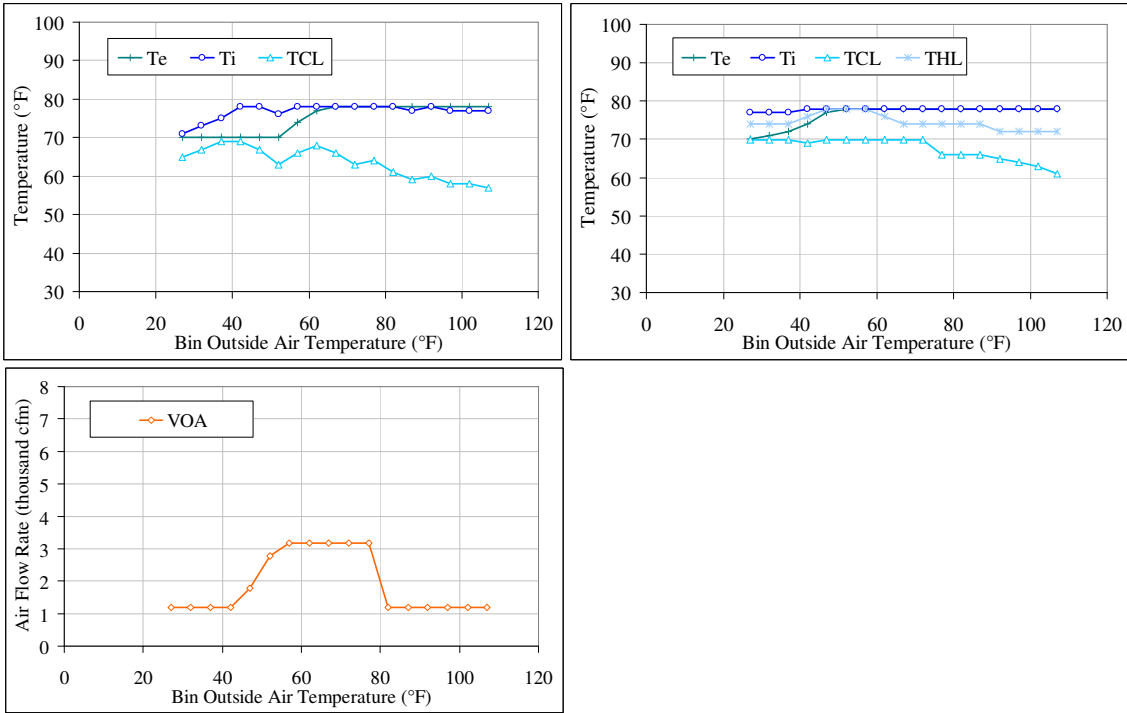 100
90
80
70
60
50
40
30
Temperature (°F)
Te Ti TCL
0 20 40 60 80 100 120
Bin Outside Air Temperature (°F)
100
90
80
70
60
50
40
30
Temperature (°F)
Te Ti TCL THL
0 20 40 60 80 100 120
Bin Outside Air Temperature (°F)
8
7
6
5
4
3
2
1
0
Air Flow Rate (thousand cfm)
VOA
0 20 40 60 80 100 120
Bin Outside Air Temperature (°F)